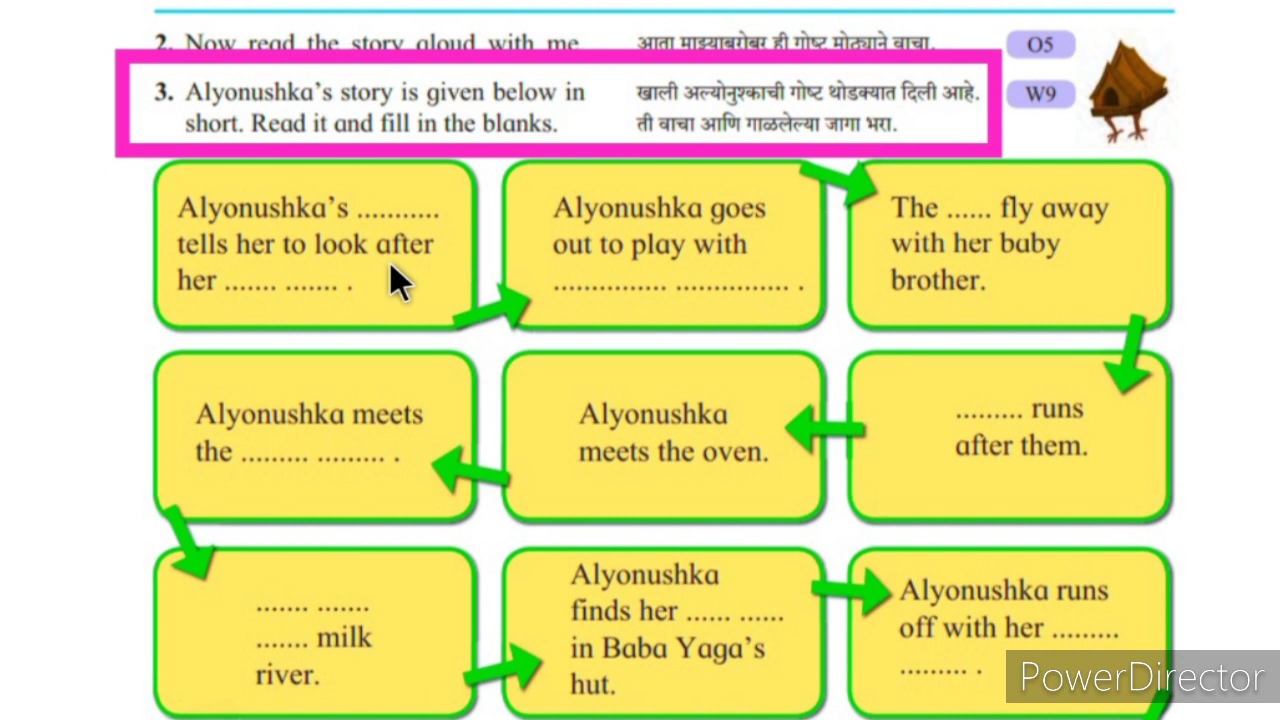 2. Now read the story aloud with me. आता माझ्याबरोबर ही गोष्ट मोठ्याने वाचा. O5
3. Alyonushka’s story is given below in खाली अल्योनुश्काची गोष्ट थोडक्यात दिली आहे. W9
short. Read it and fill in the blanks. ती वाचा आणि गाळलेल्या जागा भरा.
Alyonushka’s ...........
tells her to look after
her ....... ....... .
Alyonushka goes
out to play with
............... ............... .
The ...... fly away
with her baby
brother.
......... runs
after them.
Alyonushka
meets the oven.
Alyonushka meets
the ......... ......... .
....... .......
....... milk
river.
Alyonushka
finds her ...... ......
in Baba Yaga’s
hut.
Alyonushka runs
off with her .........
......... .
PowerDirector